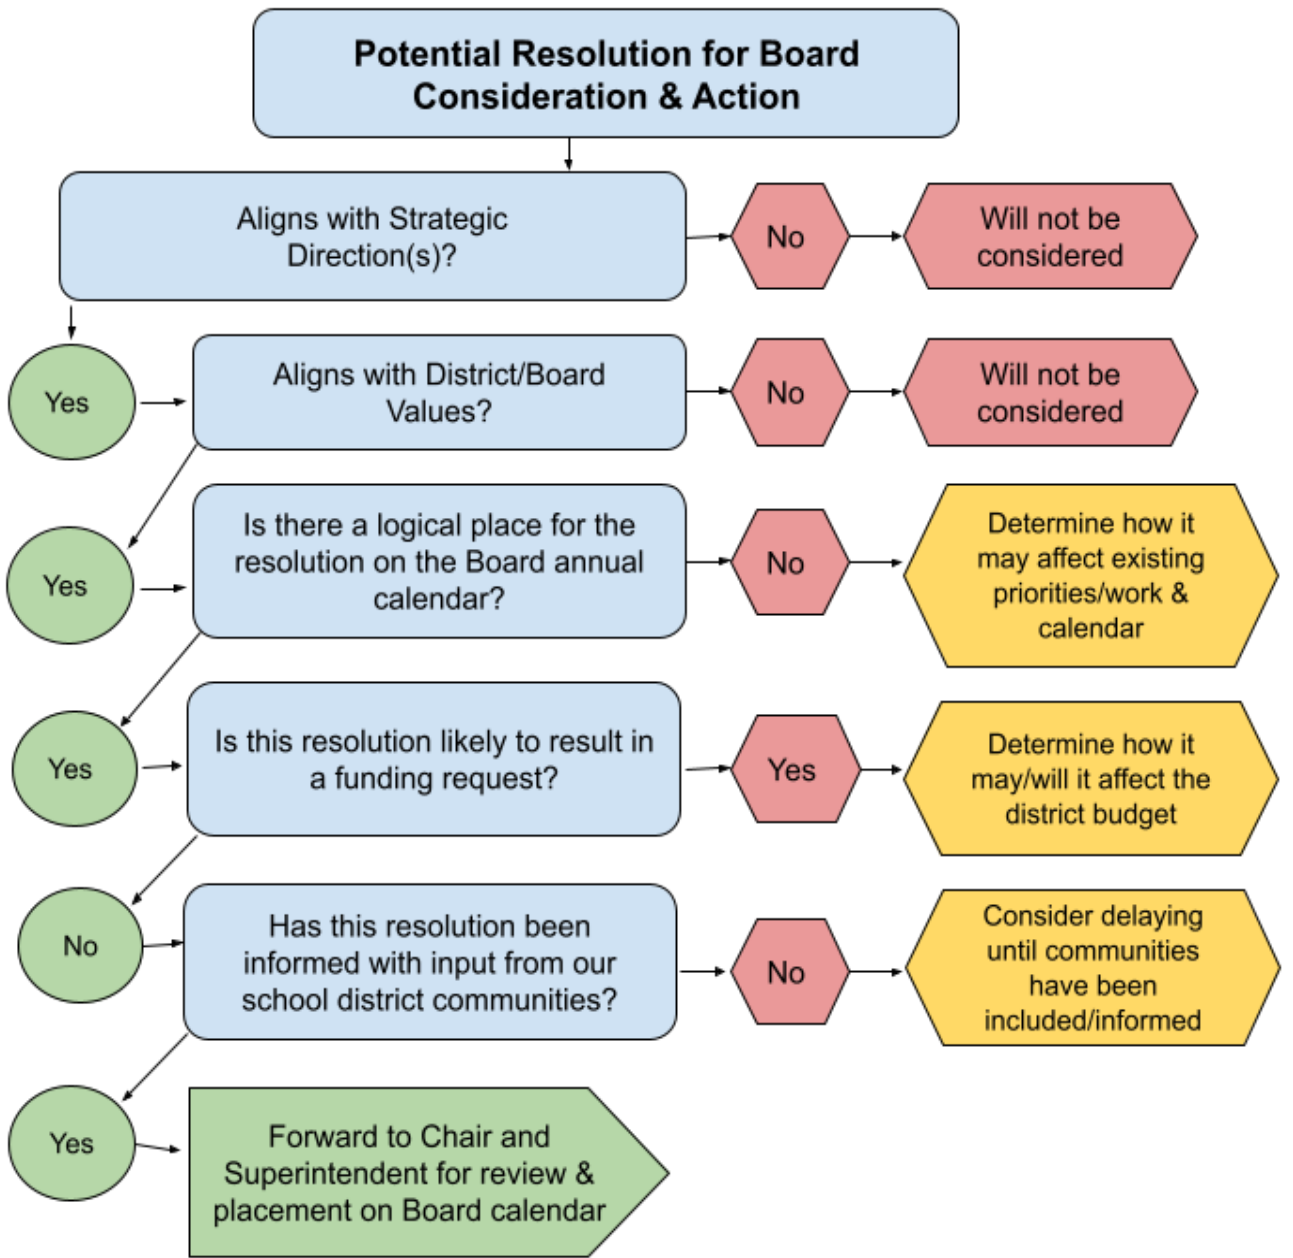 Potential Resolution for Board
Consideration & Action
Aligns with Strategic
Direction(s)?
No
Will not be
considered
Yes
Aligns with District/Board
Values?
No
Will not be
considered
Yes
Is there a logical place for the
resolution on the Board annual
calendar?
No
Determine how it
may affect existing
priorities/work &
calendar
Yes
Is this resolution likely to result in
a funding request?
Yes
Determine how it
may/will it affect the
district budget
No
Has this resolution been
informed with input from our
school district communities?
No
Consider delaying
until communities
have been
included/informed
Yes
Forward to Chair and
Superintendent for review &
placement on Board calendar